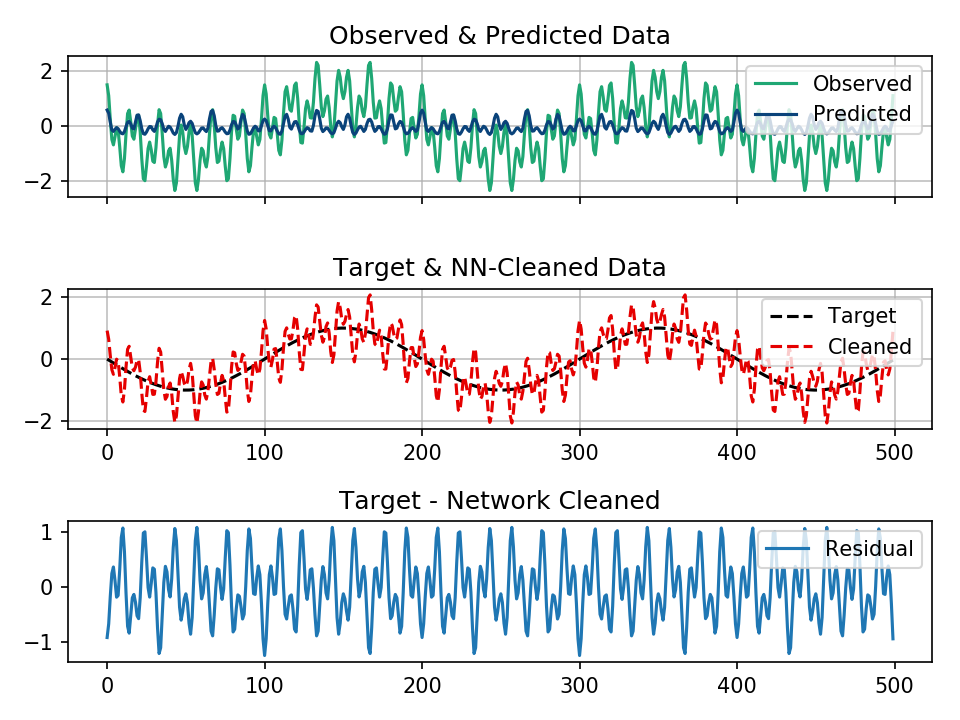 Observed & Predicted Data
2
0
−2
Observed
Predicted
Target & NN-Cleaned Data
2
0
−2
Target
Cleaned
0 100 200 300 400 500
Target - Network Cleaned
1
0
−1
Residual
0 100 200 300 400 500